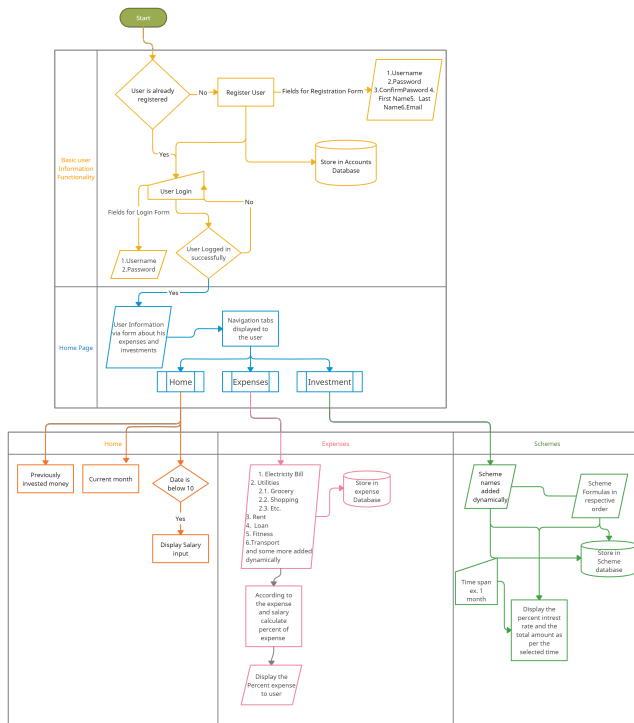 Start
User is already
registered
No
Register User
Fields for Registration Form
1.Username
2.Password
3.ConfirmPasword 4.
First Name5. Last
Name6.Email
Basic user
Information
Functionality
Yes
Store in Accounts
Database
User Login
No
Fields for Login Form
1.Username
2.Password
User Logged in
successfully
Yes
Home Page
User Information
via form about his
expenses and
investments
Navigation tabs
displayed to
the user
Home
Expenses
Investment
Home
Expenses
Schemes
Previously
invested money
Current month
Date is
below 10
Yes
Display Salary
input
1. Electricity Bill
2. Utilities
2.1. Grocery
2.2. Shopping
2.3. Etc.
3. Rent
4. Loan
5. Fitness
6.Transport
and some more added
dynamically
Store in
expense
Database
According to
the expense
and salary
calculate
percent of
expense
Display the
Percent expense
to user
Scheme
names
added
dynamically
Scheme
Formulas in
respective
order
Store in
Scheme
database
Time span
ex. 1
month
Display the
percent intrest
rate and the
total amount as
per the
selected time